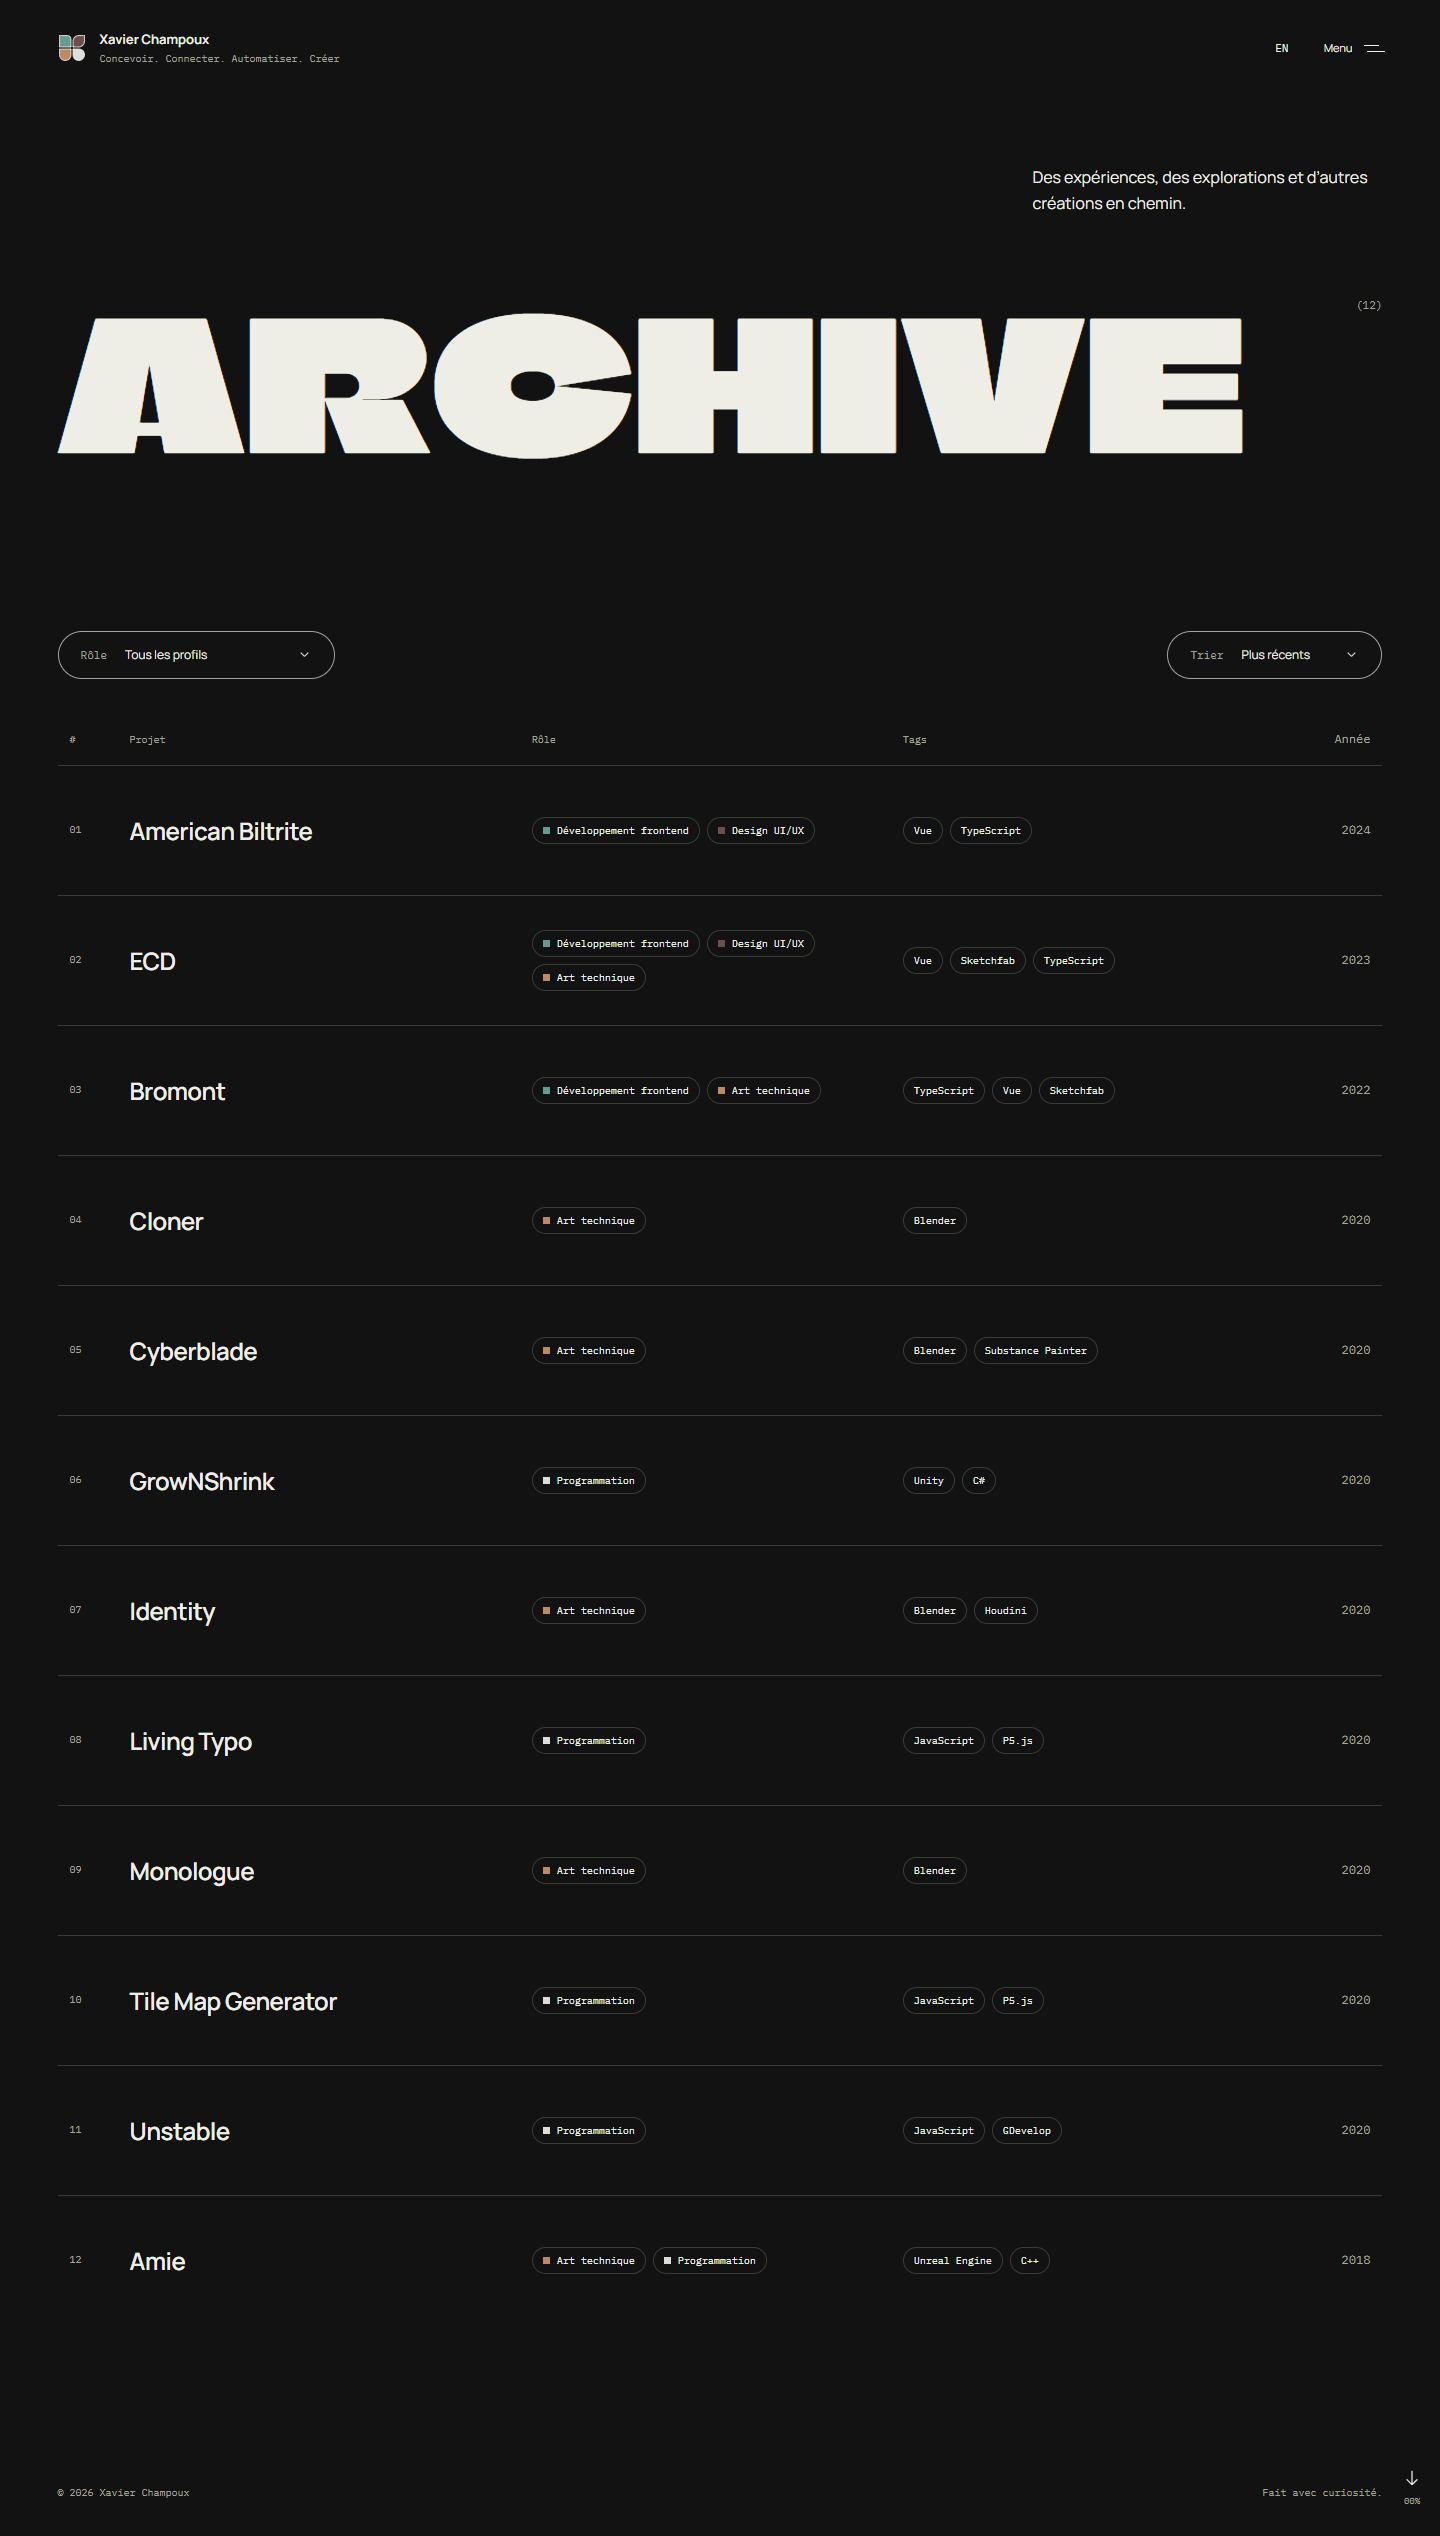 Xavier Champoux
Concevoir. Connecter. Automatiser. Créer
EN
Menu
Des expériences, des explorations et d’autres
créations en chemin.
ARCHIVE
(12)
Rôle Tous les profils
Trier Plus récents
# Projet Rôle Tags Année
01 American Biltrite Développement frontend Design UI/UX Vue TypeScript 2024
02 ECD Développement frontend Design UI/UX Art technique Vue Sketchfab TypeScript 2023
03 Bromont Développement frontend Art technique TypeScript Vue Sketchfab 2022
04 Cloner Art technique Blender 2020
05 Cyberblade Art technique Blender Substance Painter 2020
06 GrowNShrink Programmation Unity C# 2020
07 Identity Art technique Blender Houdini 2020
08 Living Typo Programmation JavaScript P5.js 2020
09 Monologue Art technique Blender 2020
10 Tile Map Generator Programmation JavaScript P5.js 2020
11 Unstable Programmation JavaScript GDevelop 2020
12 Amie Art technique Programmation Unreal Engine C++ 2018
© 2026 Xavier Champoux
Fait avec curiosité.
00%